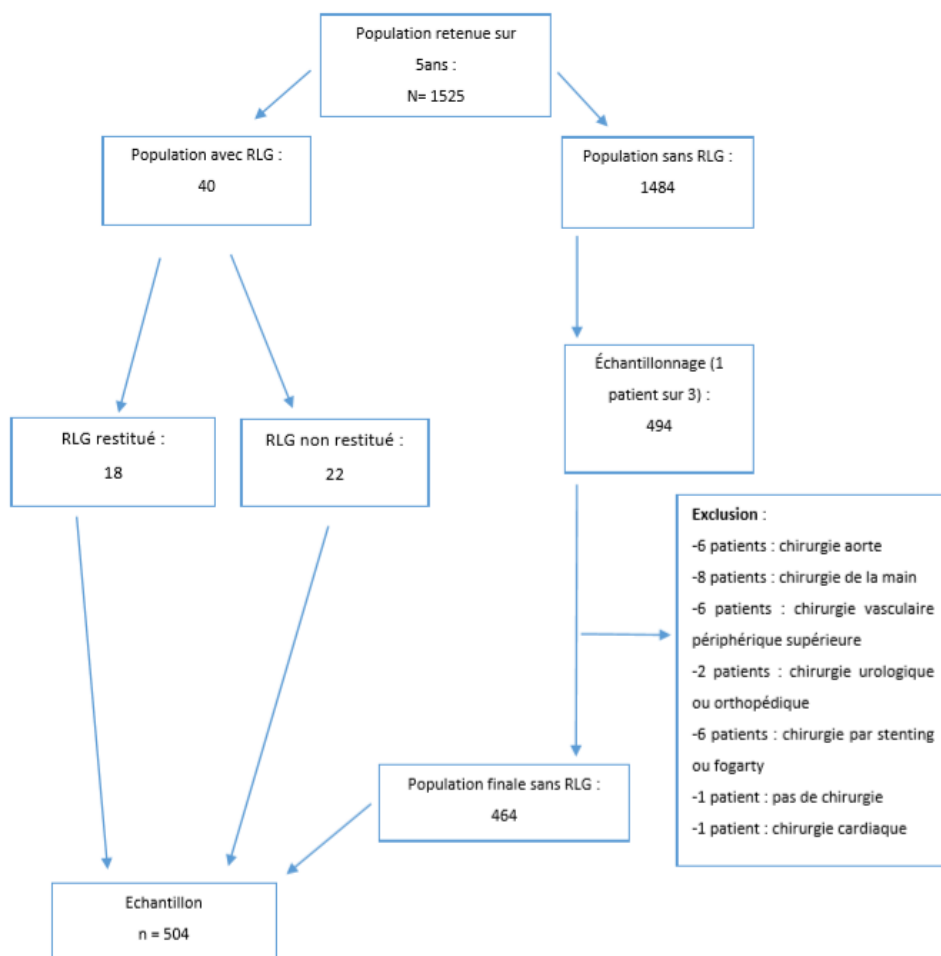 Population retenue sur
5ans :
N= 1525
Population avec RLG :
40
Population sans RLG :
1484
Échantillonnage (1
patient sur 3) :
494
RLG restitué :
18
RLG non restitué :
22
Exclusion :
-6 patients : chirurgie aorte
-8 patients : chirurgie de la main
-6 patients : chirurgie vasculaire
périphérique supérieure
-2 patients : chirurgie urologique
ou orthopédique
-6 patients : chirurgie par stenting
ou fogarty
-1 patient : pas de chirurgie
-1 patient : chirurgie cardiaque
Population finale sans RLG :
464
Echantillon
n = 504